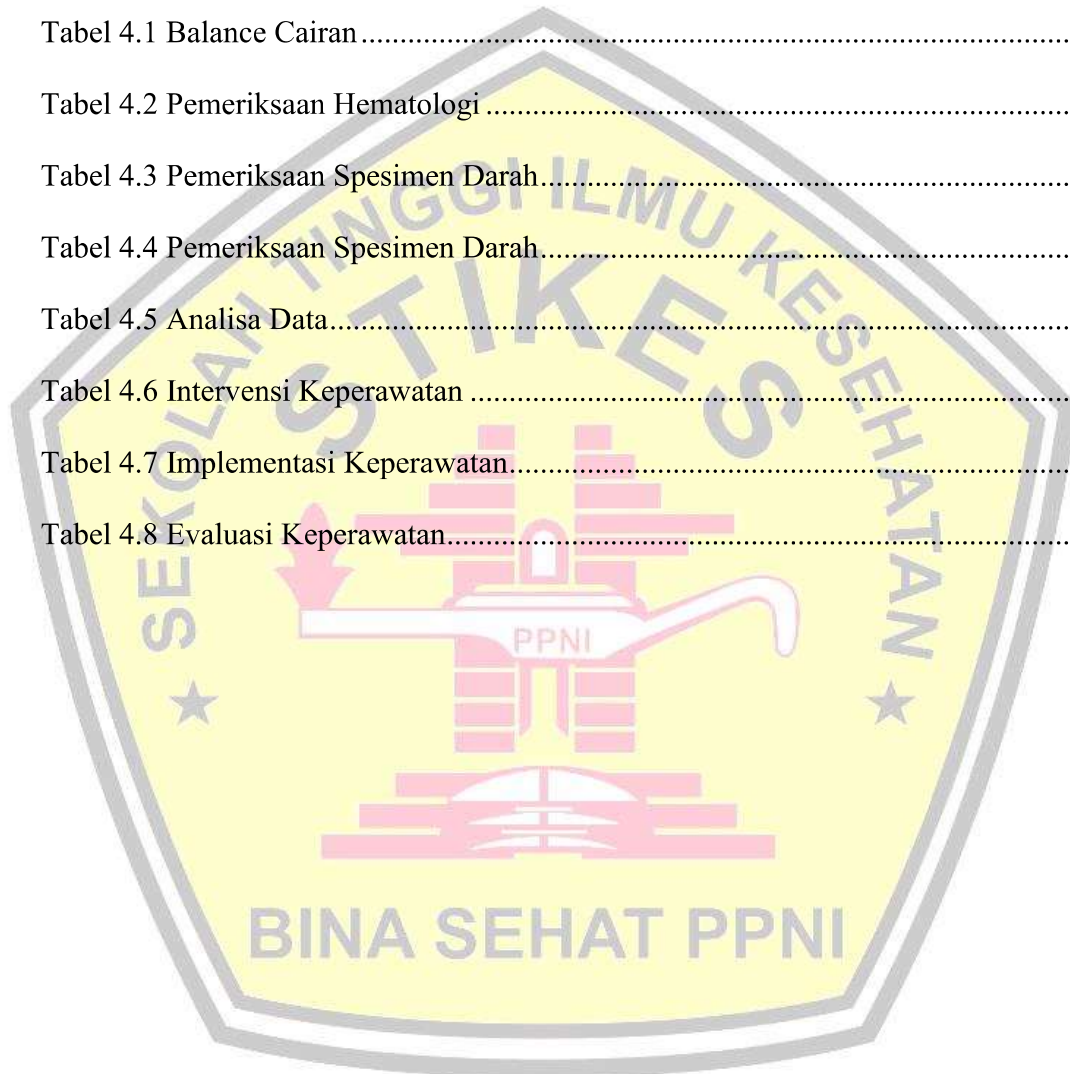 Tabel 4.1 Balance Cairan
Tabel 4.2 Pemeriksaan Hematologi
Tabel 4.3 Pemeriksaan Spesimen Darah
Tabel 4.4 Pemeriksaan Spesimen Darah
Tabel 4.5 Analisa Data
Tabel 4.6 Intervensi Keperawatan
Tabel 4.7 Implementasi Keperawatan
Tabel 4.8 Evaluasi Keperawatan
SEKOLAH TINGGI ILMU KESEHATAN
STIKES
PPNI
BINA SEHAT PPNI